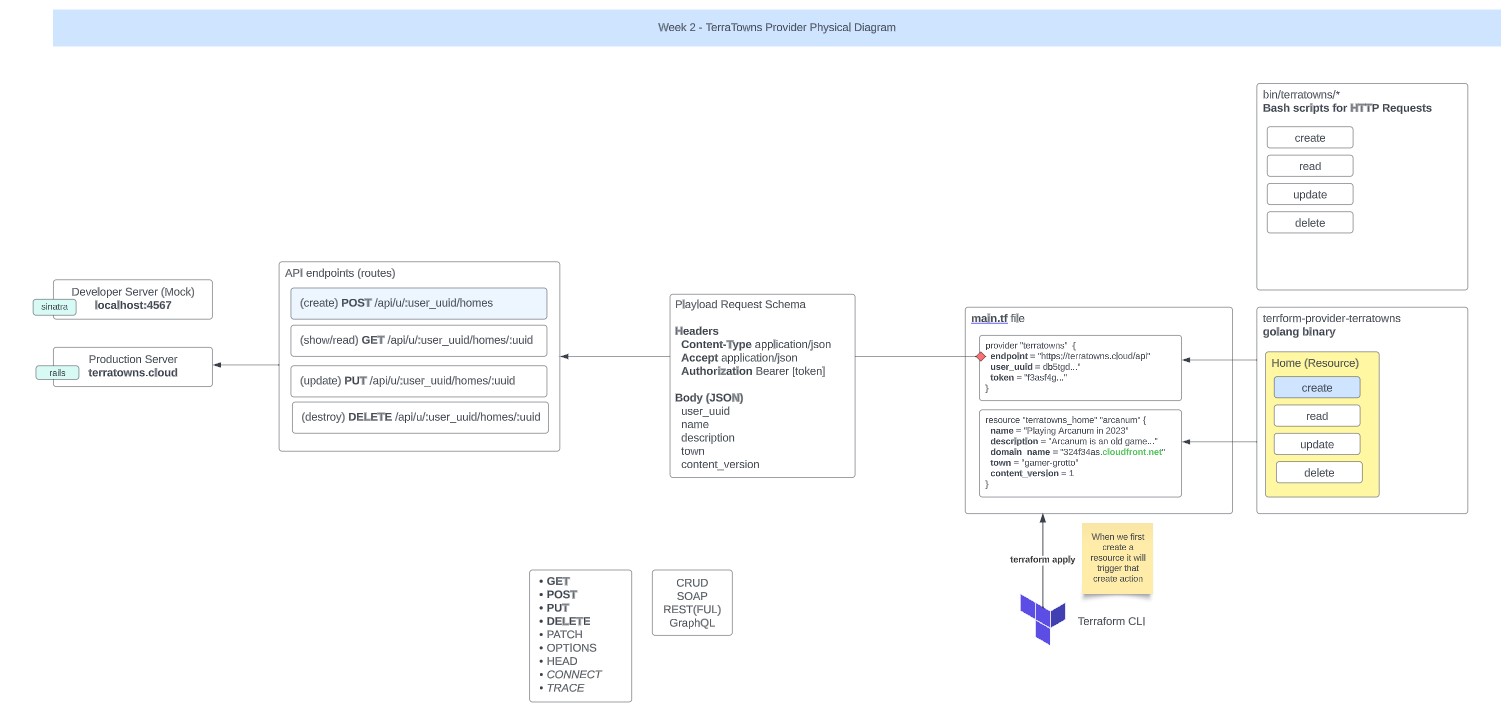 Week 2 - TerraTowns Provider Physical Diagram
bin/terratowns/*
Bash scripts for HTTP Requests
create
read
update
delete
Developer Server (Mock)
localhost:4567
sinatra
Production Server
terratowns.cloud
rails
API endpoints (routes)
(create) POST /api/u/:user_uuid/homes
(show/read) GET /api/u/:user_uuid/homes/:uuid
(update) PUT /api/u/:user_uuid/homes/:uuid
(destroy) DELETE /api/u/:user_uuid/homes/:uuid
Playload Request Schema
Headers
Content-Type application/json
Accept application/json
Authorization Bearer [token]
Body (JSON)
user_uuid
name
description
town
content_version
main.tf file
provider "terratowns" {
endpoint = "https://terratowns.cloud/api"
user_uuid = db5tgd..."
token = "f3asf4g..."
}
resource "terratowns_home" "arcanum" {
name = "Playing Arcanum in 2023"
description = "Arcanum is an old game..."
domain_name = "324f34as.cloudfront.net"
town = "gamer-grotto"
content_version = 1
}
terrform-provider-terratowns
golang binary
Home (Resource)
create
read
update
delete
terraform apply
When we first
create a
resource it will
trigger that
create action
Terraform CLI
• GET
• POST
• PUT
• DELETE
• PATCH
• OPTIONS
• HEAD
• CONNECT
• TRACE
CRUD
SOAP
REST(FUL)
GraphQL